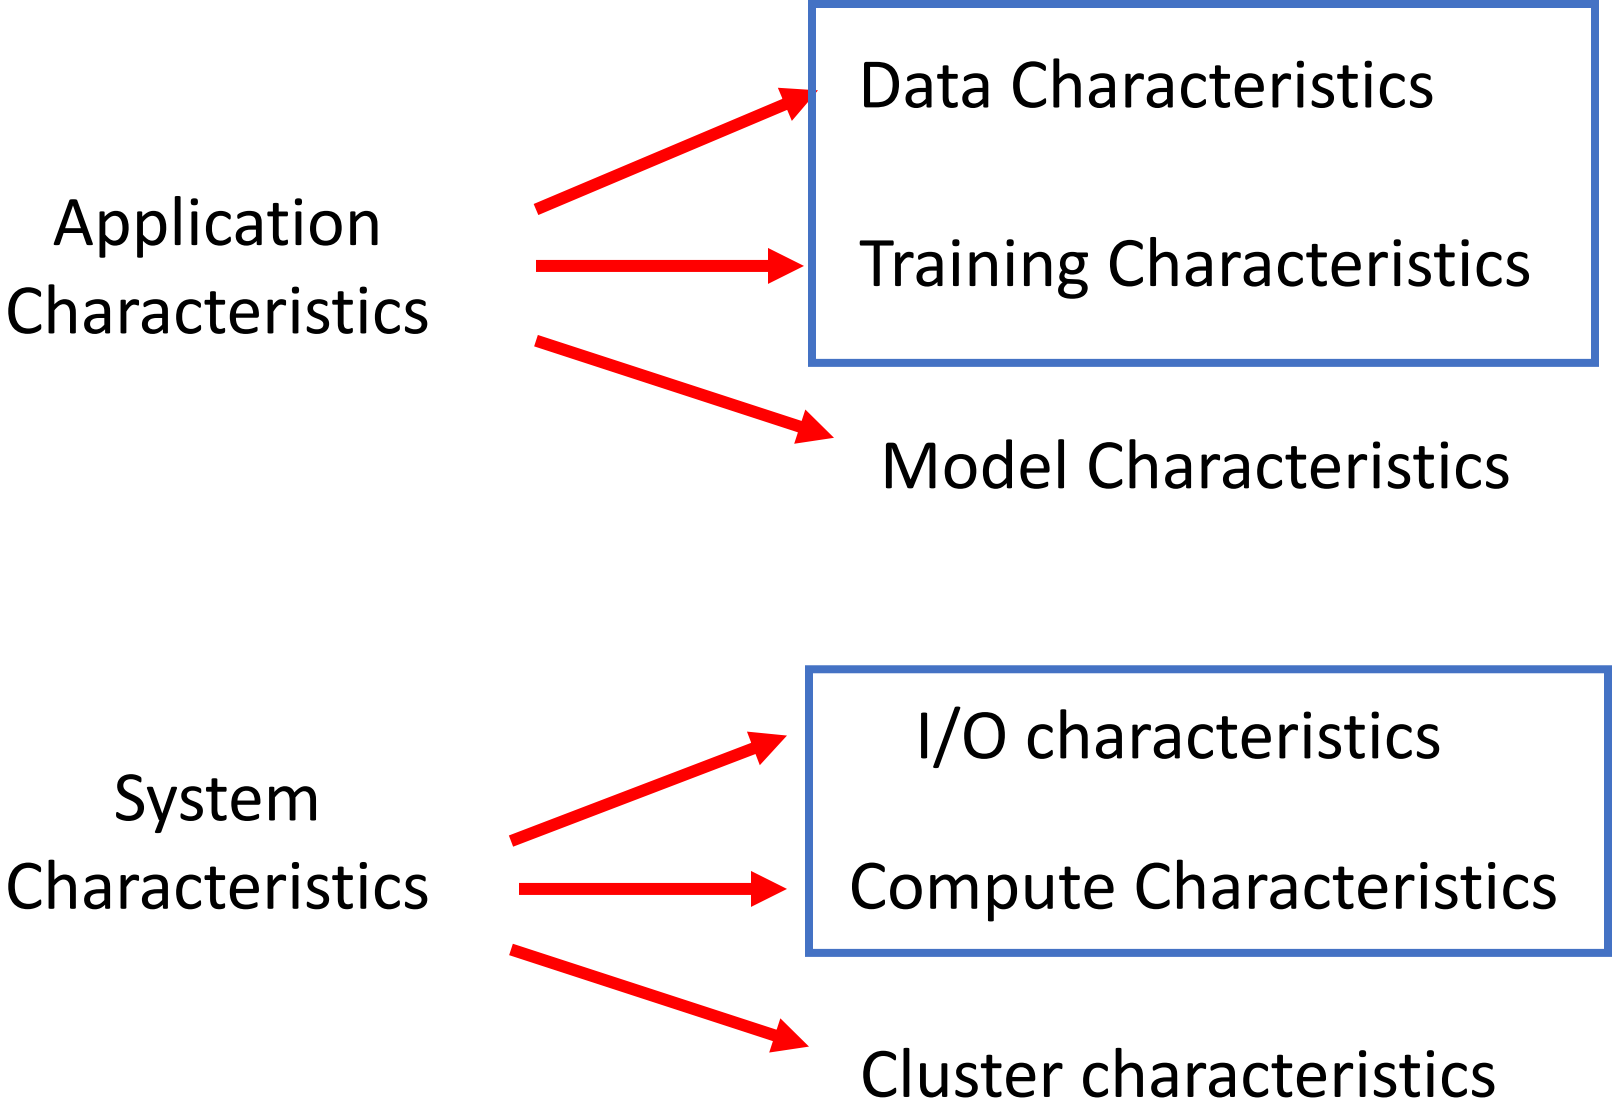 Application
Characteristics
Data Characteristics
Training Characteristics
Model Characteristics
System
Characteristics
I/O characteristics
Compute Characteristics
Cluster characteristics